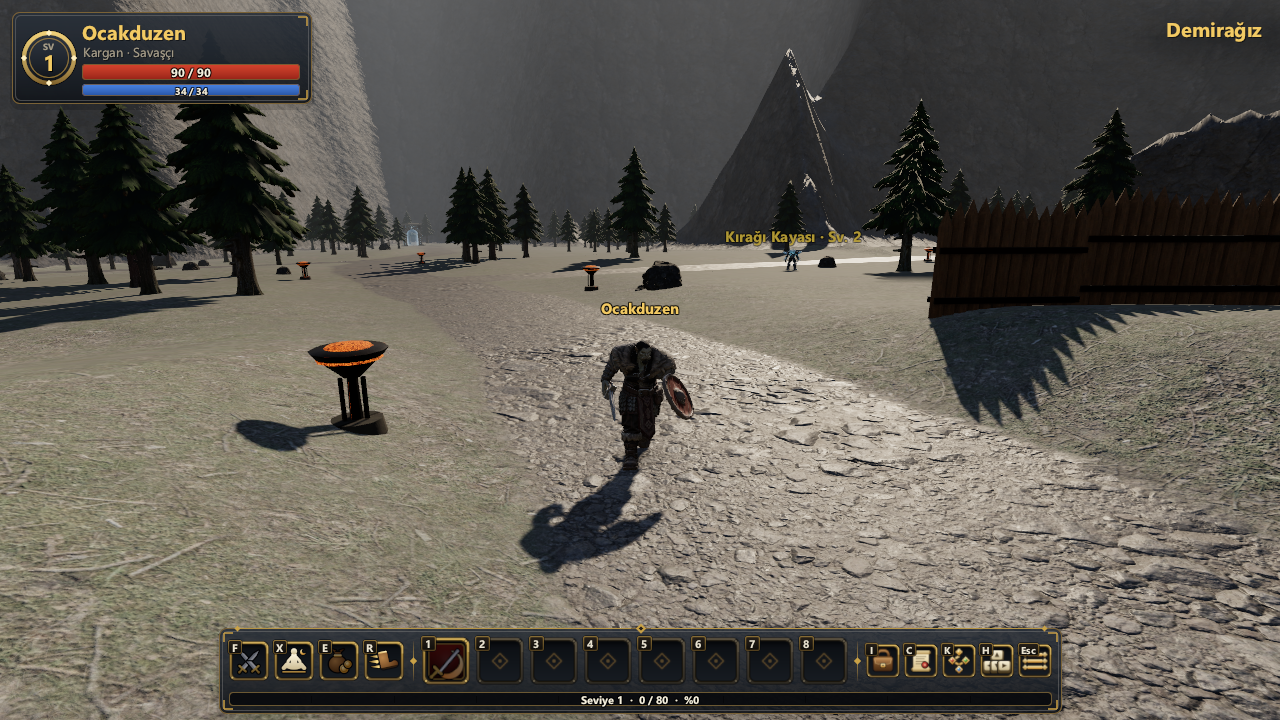 Ocakduzen
Demirağız
SV
1
Kargan · Savaşçı
90 / 90
34 / 34
Kırağı Kayası · Sv. 2
Ocakduzen
F
X
E
R
1
2
3
4
5
6
7
8
I
C
K
H
Esc
Seviye 1 · 0 / 80 · %0